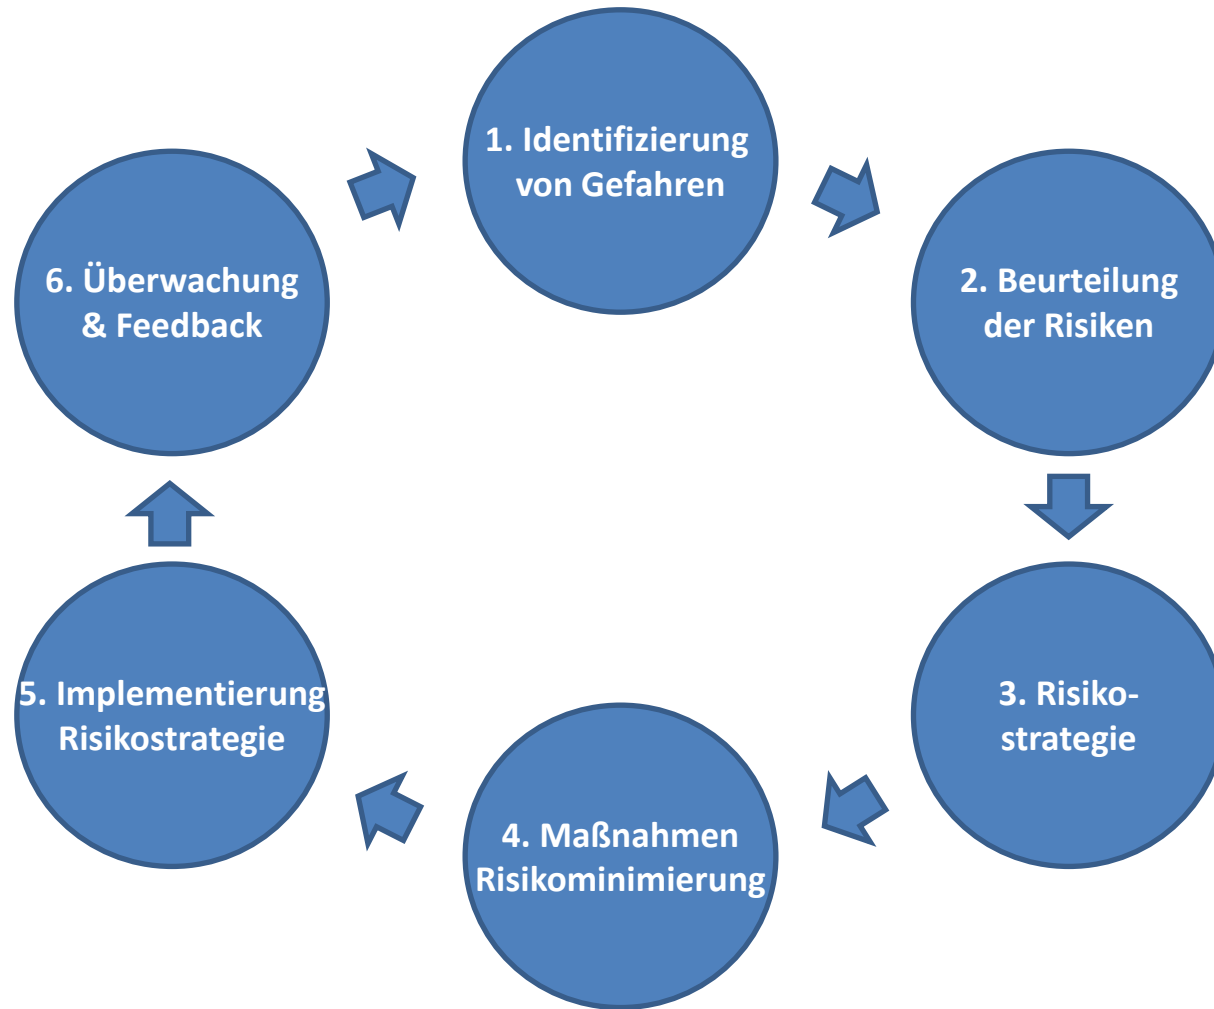 1. Identifizierung
von Gefahren
2. Beurteilung
der Risiken
3. Risiko-
strategie
4. Maßnahmen
Risikominimierung
5. Implementierung
Risikostrategie
6. Überwachung
& Feedback